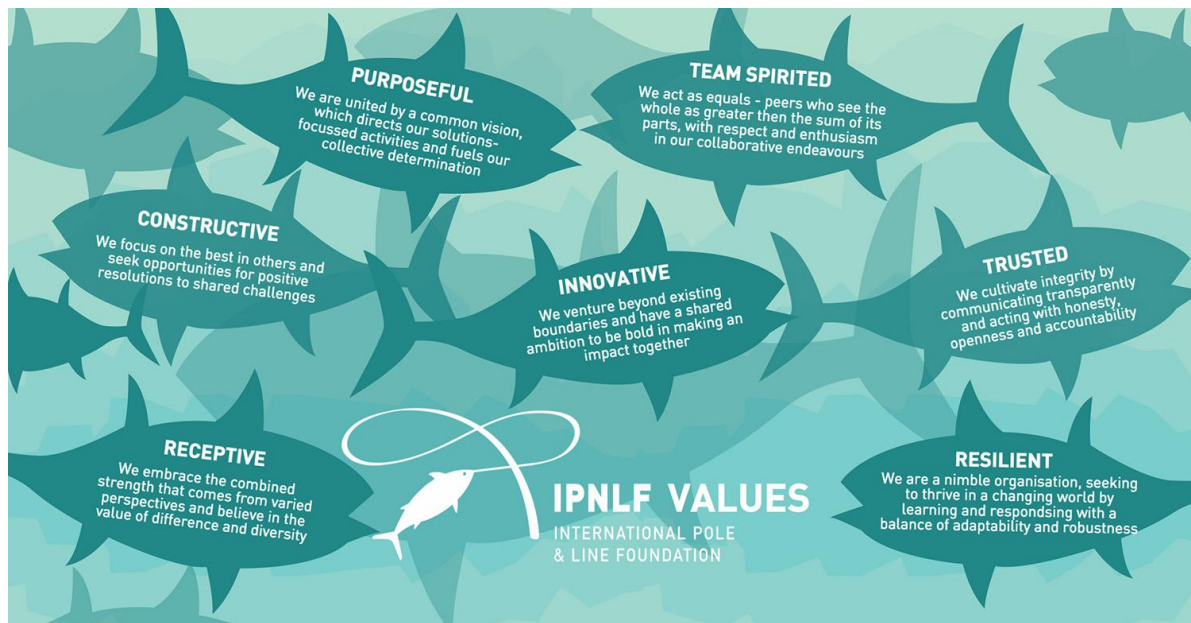 PURPOSEFUL
We are united by a common vision,
which directs our solutions-
focussed activities and fuels our
collective determination
TEAM SPIRITED
We act as equals - peers who see the
whole as greater then the sum of its
parts, with respect and enthusiasm
in our collaborative endeavours
CONSTRUCTIVE
We focus on the best in others and
seek opportunities for positive
resolutions to shared challenges
INNOVATIVE
We venture beyond existing
boundaries and have a shared
ambition to be bold in making an
impact together
TRUSTED
We cultivate integrity by
communicating transparently
and acting with honesty,
openness and accountability
RECEPTIVE
We embrace the combined
strength that comes from varied
perspectives and believe in the
value of difference and diversity
IPNLF VALUES
INTERNATIONAL POLE
& LINE FOUNDATION
RESILIENT
We are a nimble organisation, seeking
to thrive in a changing world by
learning and respondsing with a
balance of adaptability and robustness